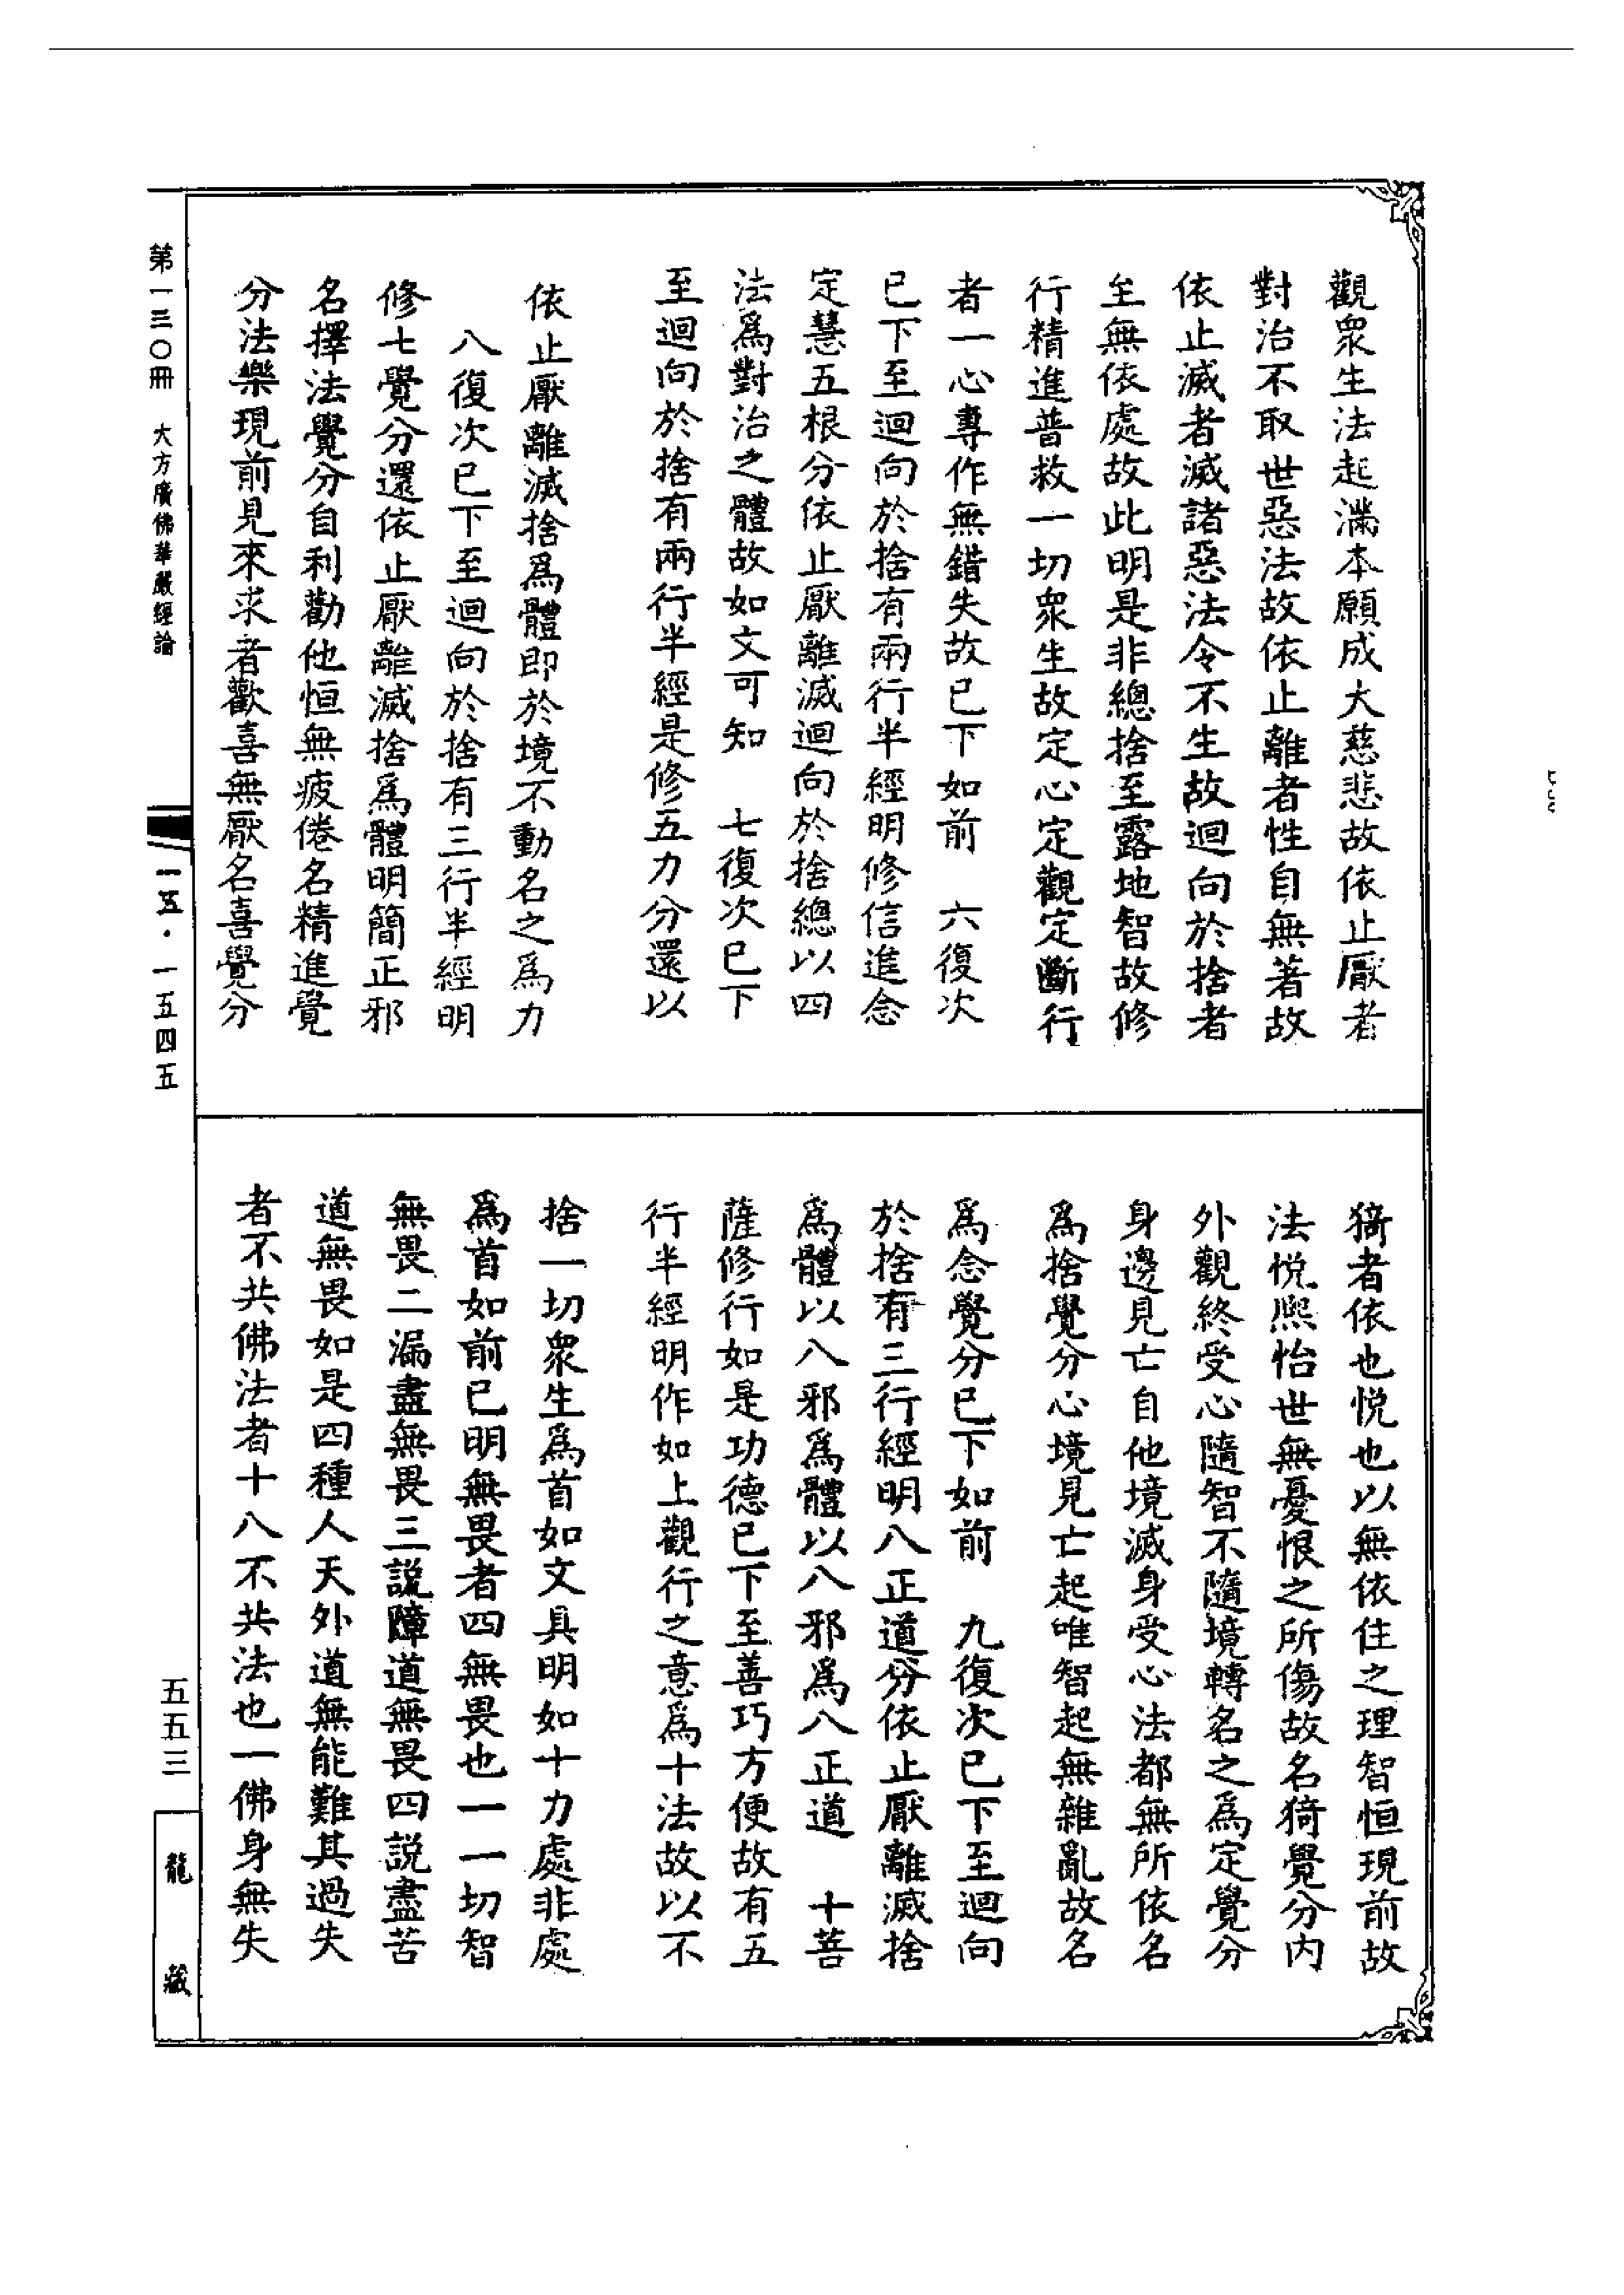 觀衆生法起滿本願成大慈悲故依止厭者
對治不取世惡法故依止離者性自無著故
依止滅者滅諸惡法令不生故迴向於捨者
至無依處故此明是非總捨至露地智故修
行精進普救一切衆生故定心定觀定斷行
者一心專作無錯失故已下如前　六復次
已下至迴向於捨有兩行半經明修信進念
定慧五根分依止厭離滅迴向於捨總以四
法爲對治之體故如文可知　七復次已下
至迴向於捨有兩行半經是修五力分還以
依止厭離滅捨爲體即於境不動名之爲力
八復次已下至迴向於捨有三行半經明
修七覺分還依止厭離滅捨爲體明簡正邪
名擇法覺分自利勸他恒無疲倦名精進覺
分法樂現前見來求者歡喜無厭名喜覺分
猗者依也悅也以無依住之理智恒現前故
法悅熈怡世無憂恨之所傷故名猗覺分内
外觀終受心隨智不隨境轉名之爲定覺分
身邊見亡自他境滅身受心法都無所依名
爲捨覺分心境見亡起唯智起無雜亂故名
爲念覺分已下如前　九復次已下至迴向
於捨有三行經明八正道分依止厭離滅捨
爲體以八邪爲體以八邪爲八正道　十菩
薩修行如是功德已下至善巧方便故有五
行半經明作如上觀行之意爲十法故以不
捨一切衆生爲首如文具明如十力處非處
爲首如前已明無畏者四無畏也一一切智
無畏二漏盡無畏三說障道無畏四說盡苦
道無畏如是四種人天外道無能難其過失
者不共佛法者十八不共法也一佛身無失
第一三〇冊　大方廣佛華嚴經論
一五·一五四五
五五三
龍藏